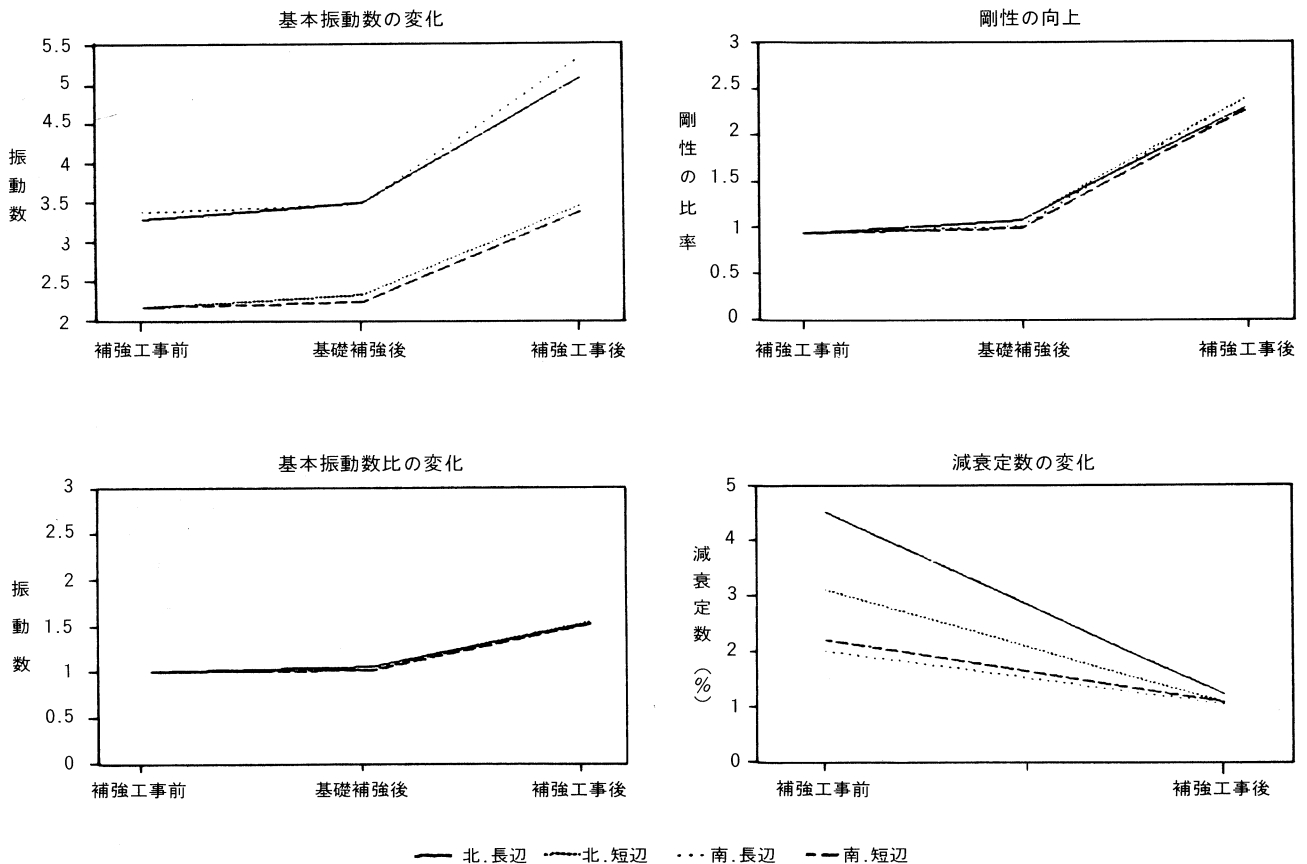 基本振動数の変化
5.5
5
4.5
4
3.5
3
2.5
2
振動数
補強工事前 基礎補強後 補強工事後
剛性の向上
3
2.5
2
1.5
1
0.5
0
剛性の比率
補強工事前 基礎補強後 補強工事後
基本振動数比の変化
3
2.5
2
1.5
1
0.5
0
振動数
補強工事前 基礎補強後 補強工事後
減衰定数の変化
5
4
3
2
1
0
減衰定数(%)
補強工事前 補強工事後
北.長辺 北.短辺 南.長辺 南.短辺